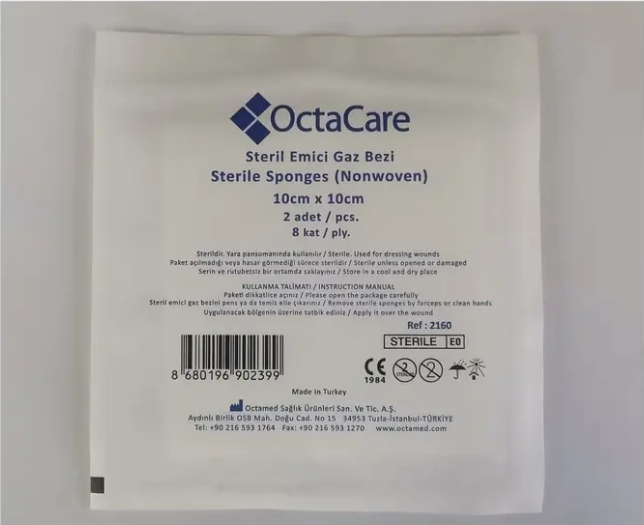 OctaCare
Steril Emici Gaz Bezi
Sterile Sponges (Nonwoven)
10cm x 10cm
2 adet / pcs.
8 kat / ply.
Sterildir. Yara pansumanında kullanılır / Sterile. Used for dressing wounds
Paket açılmadığı veya hasar görmediği sürece sterildir / Sterile unless opened or damaged
Serin ve rutubetsiz bir ortamda saklayınız / Store in a cool and dry place
KULLANMA TALİMATI / INSTRUCTION MANUAL
Paketi dikkatlice açınız / Please open the package carefully
Steril emici gaz bezini pens ya da temiz elle çıkarınız / Remove sterile sponges by forceps or clean hands
Uygulanacak bölgenin üzerine tatbik ediniz / Apply it over the wound
Ref : 2160
STERILE E0
8 680196 902399
CE
1984
2
2
Made in Turkey
Octamed Sağlık Ürünleri San. Ve Tic. A.Ş.
Aydınlı Birlik OSB Mah. Doğu Cad. No 15 34953 Tuzla-İstanbul-TÜRKİYE
Tel: +90 216 593 1764 Fax: +90 216 593 1270 www.octamed.com